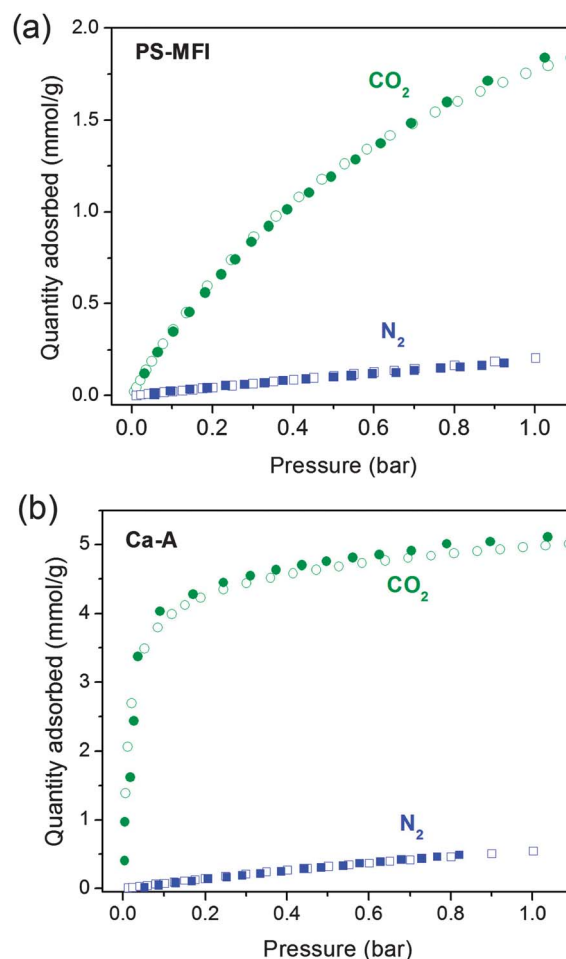 (a)
PS-MFI
CO₂
N₂
2.0
1.5
1.0
0.5
0.0
Quantity adosrbed (mmol/g)
0.0 0.2 0.4 0.6 0.8 1.0
Pressure (bar)
(b)
Ca-A
CO₂
N₂
5
4
3
2
1
0
Quantity adsorbed (mmol/g)
0.0 0.2 0.4 0.6 0.8 1.0
Pressure (bar)